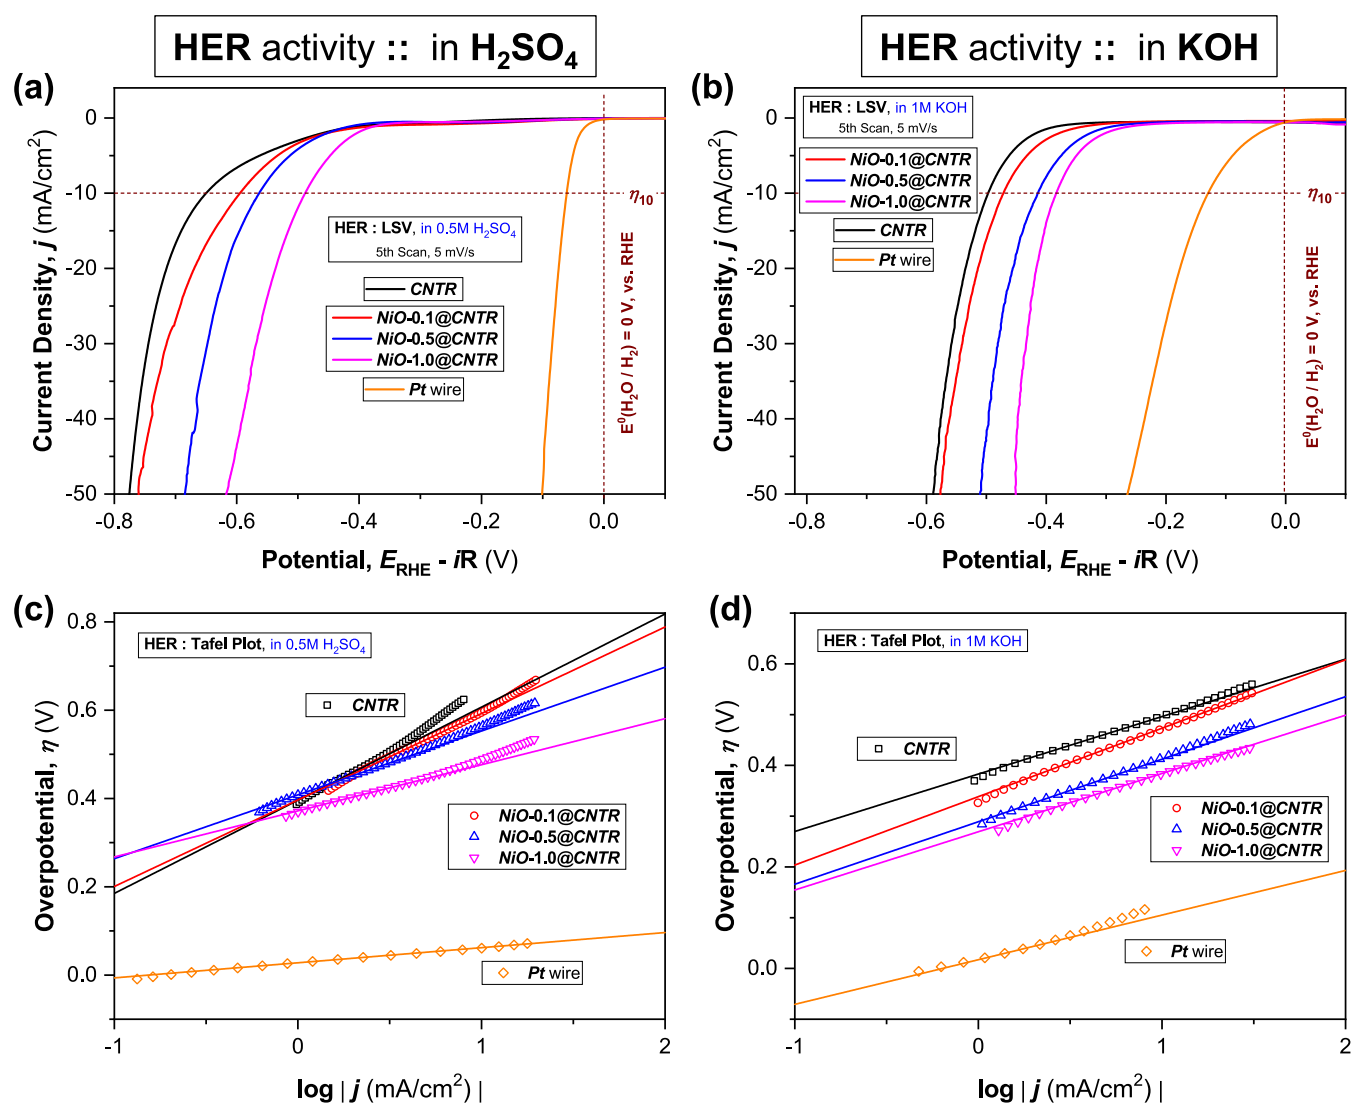 HER activity :: in H₂SO₄
HER activity :: in KOH
(a)
0
-10
-20
-30
-40
-50
-0.8
-0.6
-0.4
-0.2
0.0
Current Density, j (mA/cm²)
Potential, E_RHE - iR (V)
HER : LSV, in 0.5M H₂SO₄
5th Scan, 5 mV/s
CNTR
NiO-0.1@CNTR
NiO-0.5@CNTR
NiO-1.0@CNTR
Pt wire
η₁₀
E⁰(H₂O / H₂) = 0 V, vs. RHE
(b)
0
-10
-20
-30
-40
-50
-0.8
-0.6
-0.4
-0.2
0.0
Current Density, j (mA/cm²)
Potential, E_RHE - iR (V)
HER : LSV, in 1M KOH
5th Scan, 5 mV/s
NiO-0.1@CNTR
NiO-0.5@CNTR
NiO-1.0@CNTR
CNTR
Pt wire
η₁₀
E⁰(H₂O / H₂) = 0 V, vs. RHE
(c)
0.8
0.6
0.4
0.2
0.0
-1
0
1
2
Overpotential, η (V)
log | j (mA/cm²) |
HER : Tafel Plot, in 0.5M H₂SO₄
CNTR
NiO-0.1@CNTR
NiO-0.5@CNTR
NiO-1.0@CNTR
Pt wire
(d)
0.6
0.4
0.2
0.0
-1
0
1
2
Overpotential, η (V)
log | j (mA/cm²) |
HER : Tafel Plot, in 1M KOH
CNTR
NiO-0.1@CNTR
NiO-0.5@CNTR
NiO-1.0@CNTR
Pt wire